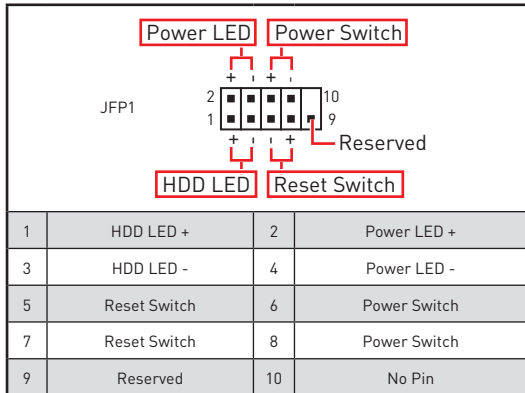 Power LED Power Switch
+ - + -
2 10
JFP1
1 9
+ - - +
Reserved
HDD LED Reset Switch
1 HDD LED + 2 Power LED +
3 HDD LED - 4 Power LED -
5 Reset Switch 6 Power Switch
7 Reset Switch 8 Power Switch
9 Reserved 10 No Pin